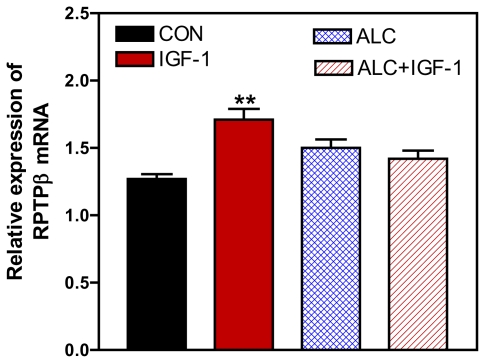 2.5
2.0
1.5
1.0
0.5
0.0
Relative expression of
RPTPβ mRNA
CON
IGF-1
ALC
ALC+IGF-1
**